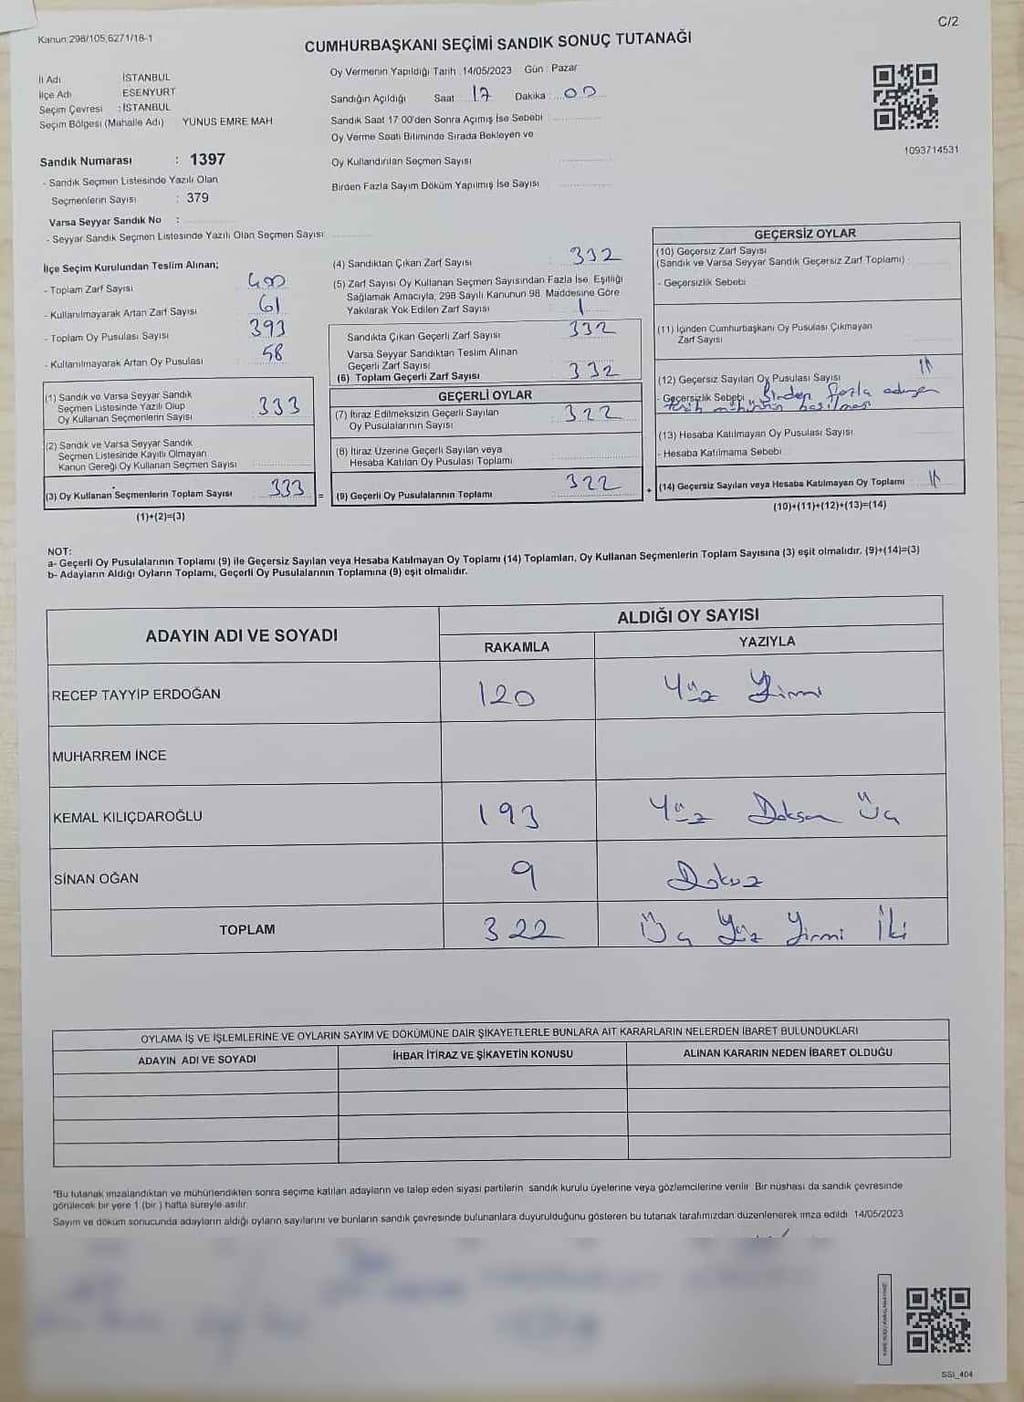 Kanun:298/105,6271/18-1
C/2
CUMHURBAŞKANI SEÇİMİ SANDIK SONUÇ TUTANAĞI
İl Adı İSTANBUL
İlçe Adı ESENYURT
Seçim Çevresi : İSTANBUL
Seçim Bölgesi (Mahalle Adı) YUNUS EMRE MAH
Oy Vermenin Yapıldığı Tarih :14/05/2023 Gün : Pazar
Sandığın Açıldığı Saat 17 Dakika 00
Sandık Saat 17:00'den Sonra Açımış İse Sebebi
Oy Verme Saati Bitiminde Sırada Bekleyen ve
Oy Kullandırılan Seçmen Sayısı
Birden Fazla Sayım Döküm Yapılmış İse Sayısı
1093714531
Sandık Numarası : 1397
- Sandık Seçmen Listesinde Yazılı Olan
Seçmenlerin Sayısı : 379
Varsa Seyyar Sandık No :
- Seyyar Sandık Seçmen Listesinde Yazılı Olan Seçmen Sayısı
İlçe Seçim Kurulundan Teslim Alınan;
- Toplam Zarf Sayısı 400
- Kullanılmayarak Artan Zarf Sayısı 61
- Toplam Oy Pusulası Sayısı 393
- Kullanılmayarak Artan Oy Pusulası 58
(1) Sandık ve Varsa Seyyar Sandık
Seçmen Listesinde Yazılı Olup
Oy Kullanan Seçmenlerin Sayısı 333
(2) Sandık ve Varsa Seyyar Sandık
Seçmen Listesinde Kayıtlı Olmayan
Kanun Gereği Oy Kullanan Seçmen Sayısı
(3) Oy Kullanan Seçmenlerin Toplam Sayısı 333 =
(1)+(2)=(3)
(4) Sandıktan Çıkan Zarf Sayısı 332
(5) Zarf Sayısı Oy Kullanan Seçmen Sayısından Fazla İse, Eşitliği
Sağlamak Amacıyla, 298 Sayılı Kanunun 98. Maddesine Göre
Yakılarak Yok Edilen Zarf Sayısı 1
Sandıkta Çıkan Geçerli Zarf Sayısı 332
Varsa Seyyar Sandıktan Teslim Alınan
Geçerli Zarf Sayısı
(6) Toplam Geçerli Zarf Sayısı 332
GEÇERLİ OYLAR
(7) İtiraz Edilmeksizin Geçerli Sayılan
Oy Pusulalarının Sayısı 322
(8) İtiraz Üzerine Geçerli Sayılan veya
Hesaba Katılan Oy Pusulası Toplamı
(9) Geçerli Oy Pusulalarının Toplamı 322 +
GEÇERSİZ OYLAR
(10) Geçersiz Zarf Sayısı
(Sandık ve Varsa Seyyar Sandık Geçersiz Zarf Toplamı) :
- Geçersizlik Sebebi
(11) İçinden Cumhurbaşkanı Oy Pusulası Çıkmayan
Zarf Sayısı
(12) Geçersiz Sayılan Oy Pusulası Sayısı 11
- Geçersizlik Sebebi Birden fazla adayın
(13) Hesaba Katılmayan Oy Pusulası Sayısı
- Hesaba Katılmama Sebebi
(14) Geçersiz Sayılan veya Hesaba Katılmayan Oy Toplamı 11
(10)+(11)+(12)+(13)=(14)
NOT:
a- Geçerli Oy Pusulalarının Toplamı (9) ile Geçersiz Sayılan veya Hesaba Katılmayan Oy Toplamı (14) Toplamları, Oy Kullanan Seçmenlerin Toplam Sayısına (3) eşit olmalıdır. (9)+(14)=(3)
b- Adayların Aldığı Oyların Toplamı, Geçerli Oy Pusulalarının Toplamına (9) eşit olmalıdır.
ADAYIN ADI VE SOYADI
ALDIĞI OY SAYISI
RAKAMLA YAZIYLA
RECEP TAYYİP ERDOĞAN 120 Yüz Yirmi
MUHARREM İNCE
KEMAL KILIÇDAROĞLU 193 Yüz Doksan Üç
SİNAN OĞAN 9 Dokuz
TOPLAM 322 Üç Yüz Yirmi İki
OYLAMA İŞ VE İŞLEMLERİNE VE OYLARIN SAYIM VE DÖKÜMÜNE DAİR ŞİKAYETLERLE BUNLARA AİT KARARLARIN NELERDEN İBARET BULUNDUKLARI
ADAYIN ADI VE SOYADI İHBAR İTİRAZ VE ŞİKAYETİN KONUSU ALINAN KARARIN NEDEN İBARET OLDUĞU
*Bu tutanak imzalandıktan ve mühürlendikten sonra seçime katılan adayların ve talep eden siyasi partilerin sandık kurulu üyelerine veya gözlemcilerine verilir. Bir nüshası da sandık çevresinde
görülecek bir yere 1 (bir ) hafta süreyle asılır.
Sayım ve döküm sonucunda adayların aldığı oyların sayılarını ve bunların sandık çevresinde bulunanlara duyurulduğunu gösteren bu tutanak tarafımızdan düzenlenerek imza edildi. 14/05/2023
SSI_404